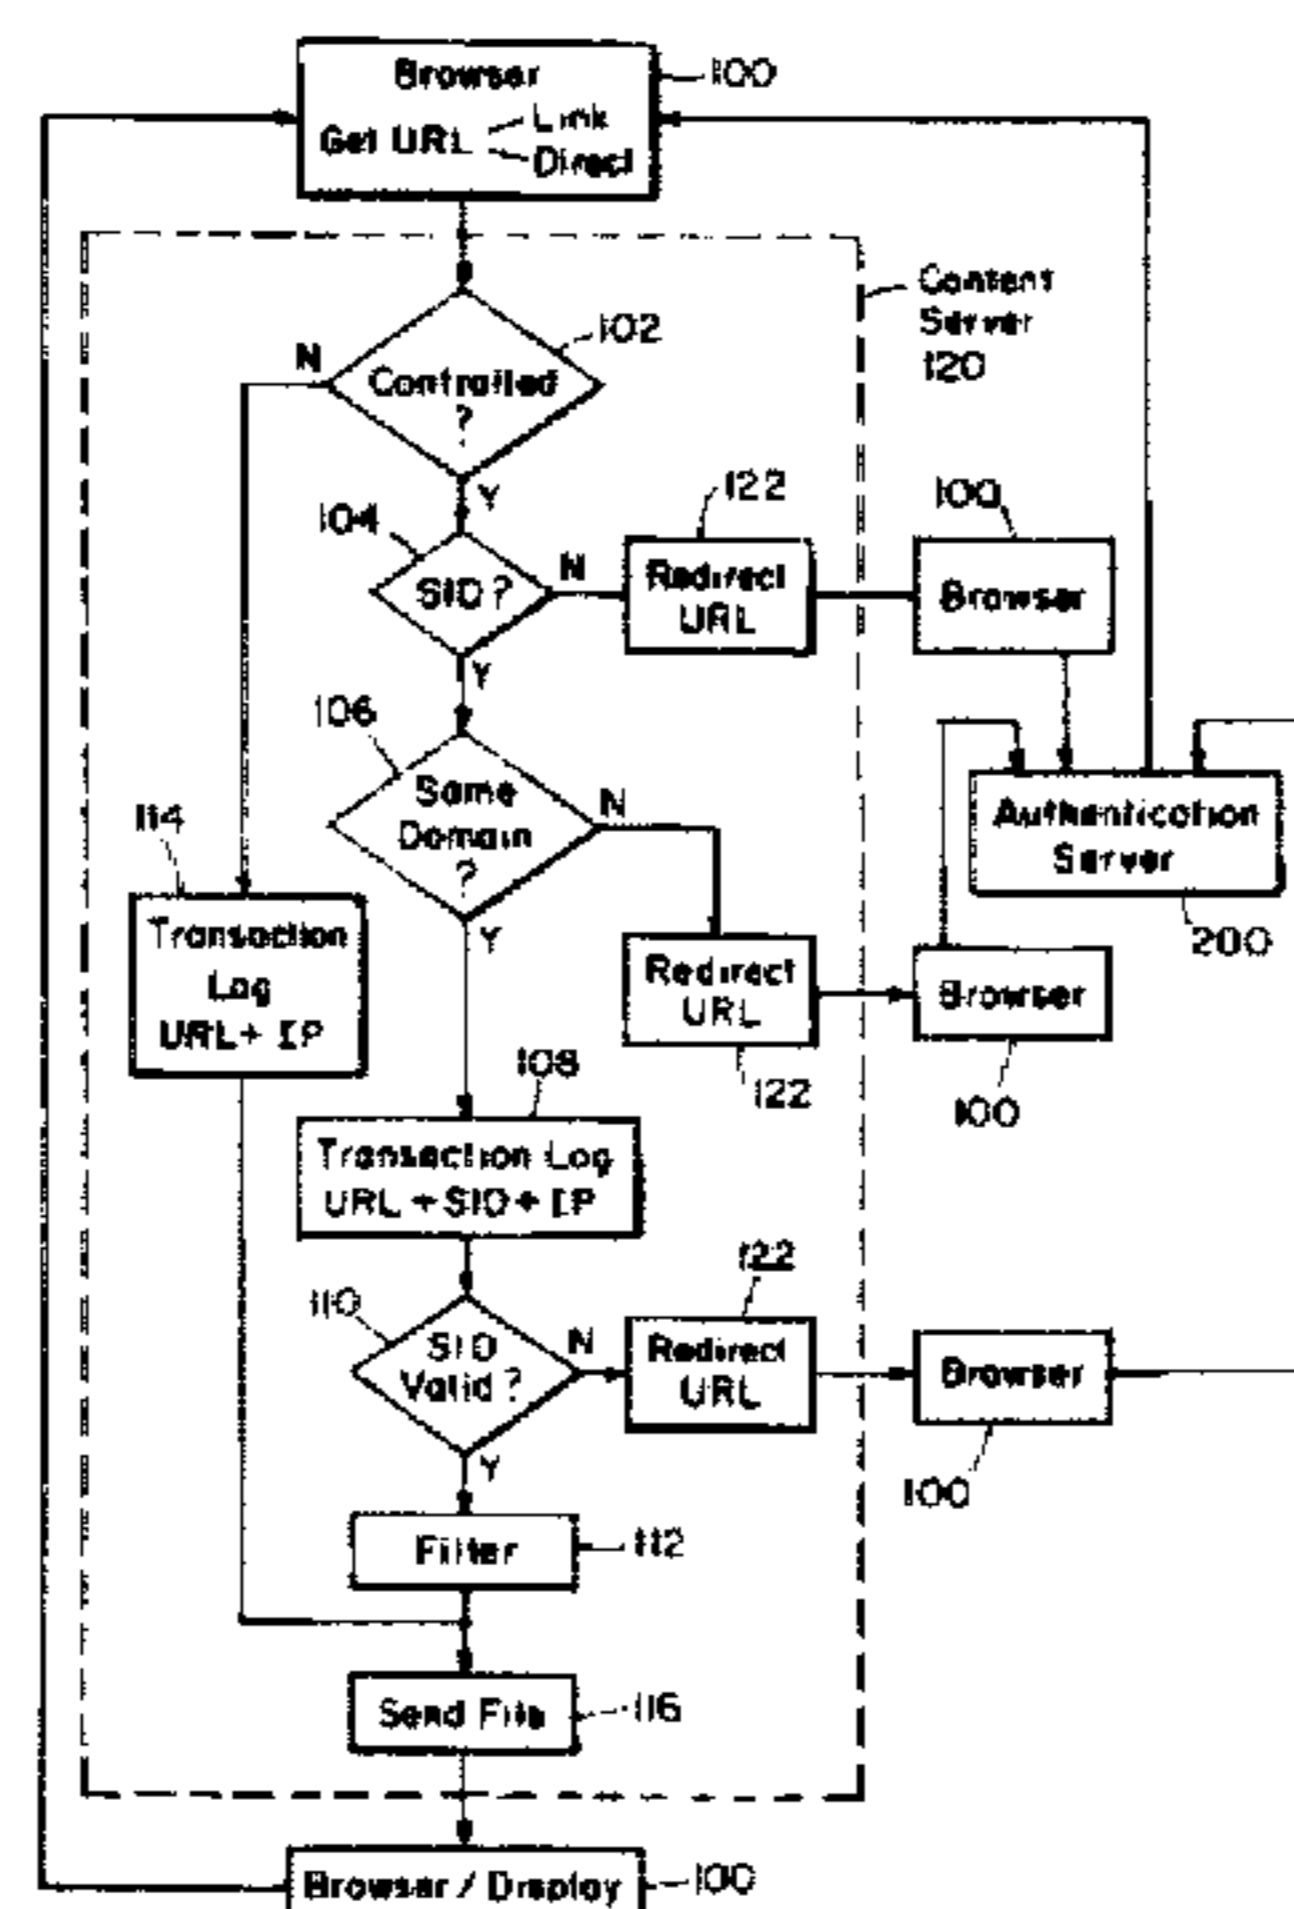 Browser
100
Get URL
Link
Direct
Content
Server
120
102
N
Controlled
?
Y
122
100
104
SID?
N
Redirect
URL
Browser
Y
106
Same
Domain
?
N
Authentication
Server
200
114
Transaction
Log
URL+ IP
Y
Redirect
URL
122
Browser
100
108
Transaction Log
URL + SID + IP
122
110
SID
Valid?
N
Redirect
URL
Browser
100
Y
Filter
112
Send File
116
Browser / Display
100